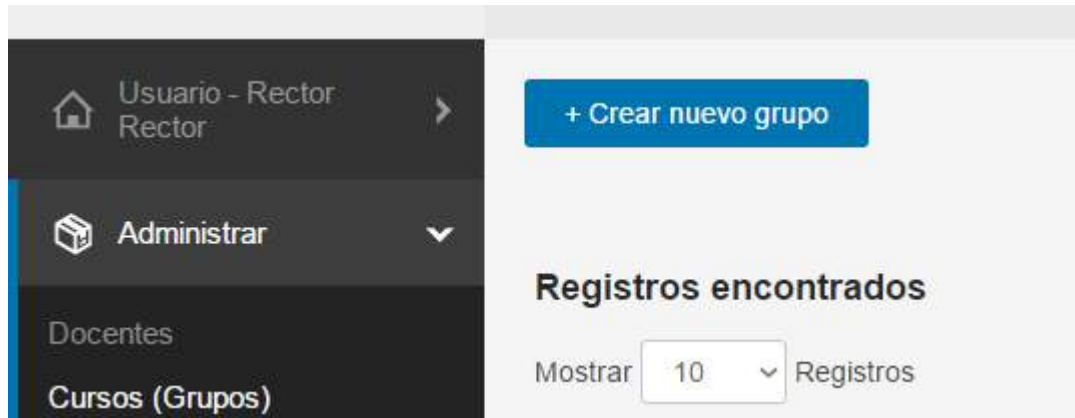 Usuario - Rector
Rector
Administrar
Docentes
Cursos (Grupos)
+ Crear nuevo grupo
Registros encontrados
Mostrar 10 Registros